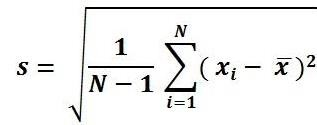 s = √( 1/(N − 1) ∑_{i=1}^{N} ( x_i − x̄ )² )